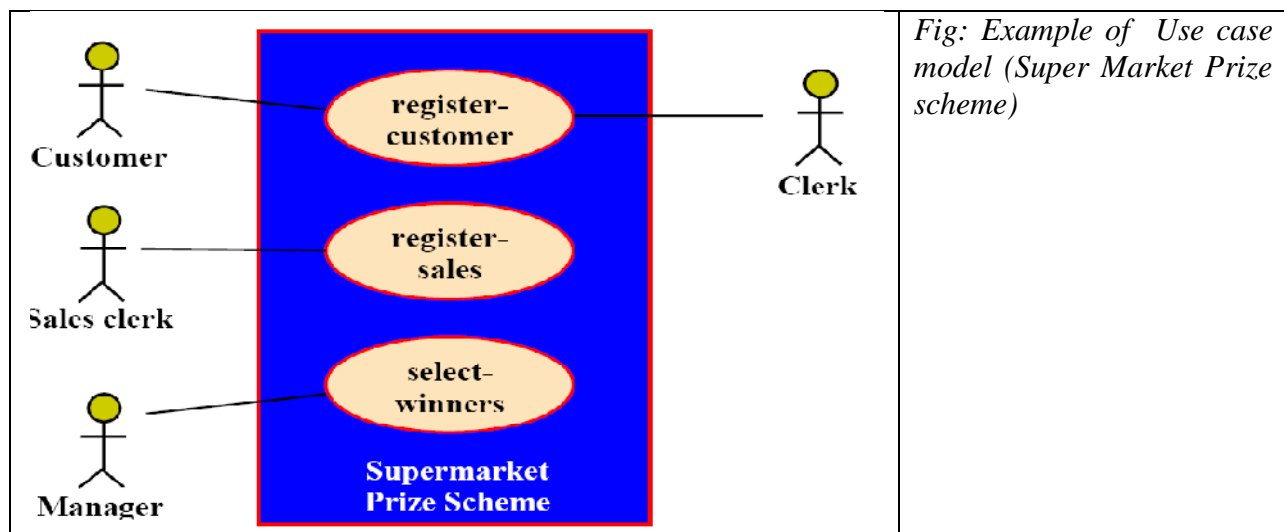 Customer
Sales clerk
Manager
register-
customer
register-
sales
select-
winners
Supermarket
Prize Scheme
Clerk
Fig: Example of Use case
model (Super Market Prize
scheme)